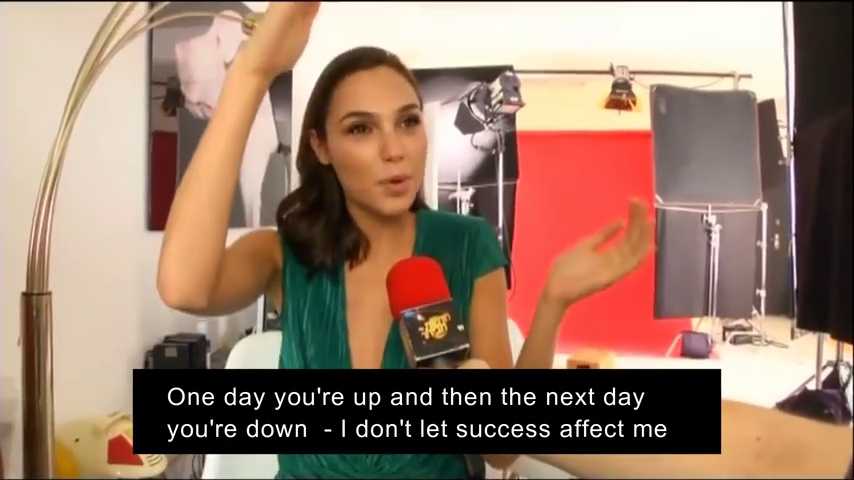 One day you're up and then the next day
you're down  - I don't let success affect me